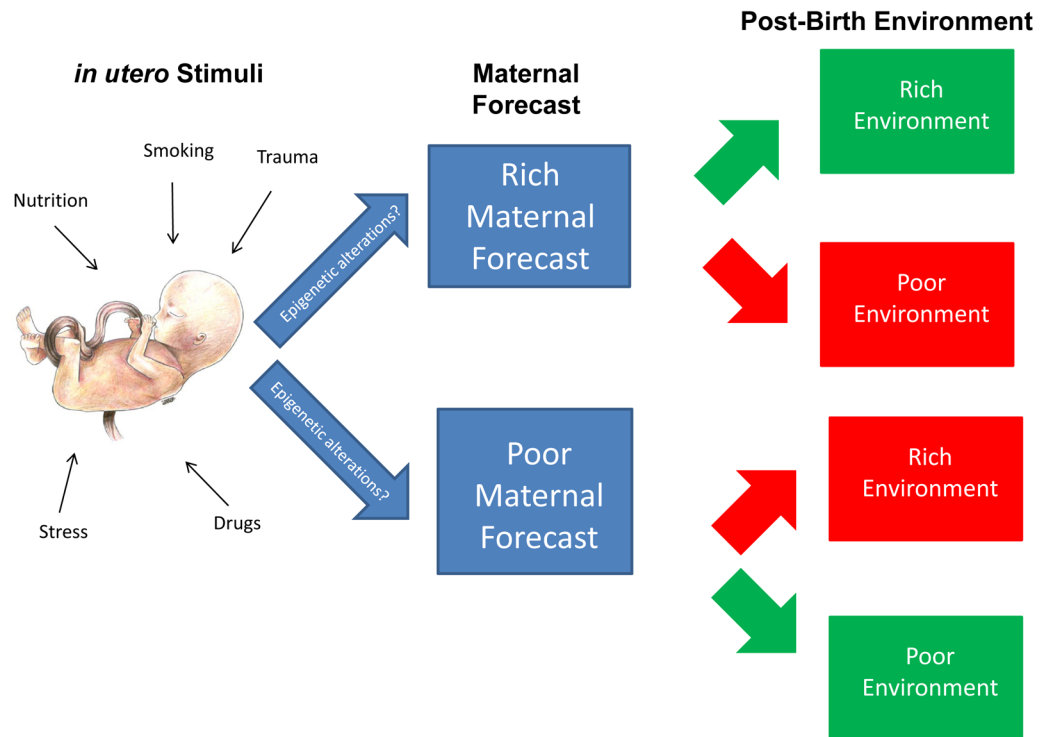 Post-Birth Environment
in utero Stimuli
Maternal
Forecast
Smoking
Trauma
Nutrition
Stress
Drugs
Epigenetic alterations?
Epigenetic alterations?
Rich
Maternal
Forecast
Poor
Maternal
Forecast
Rich
Environment
Poor
Environment
Rich
Environment
Poor
Environment